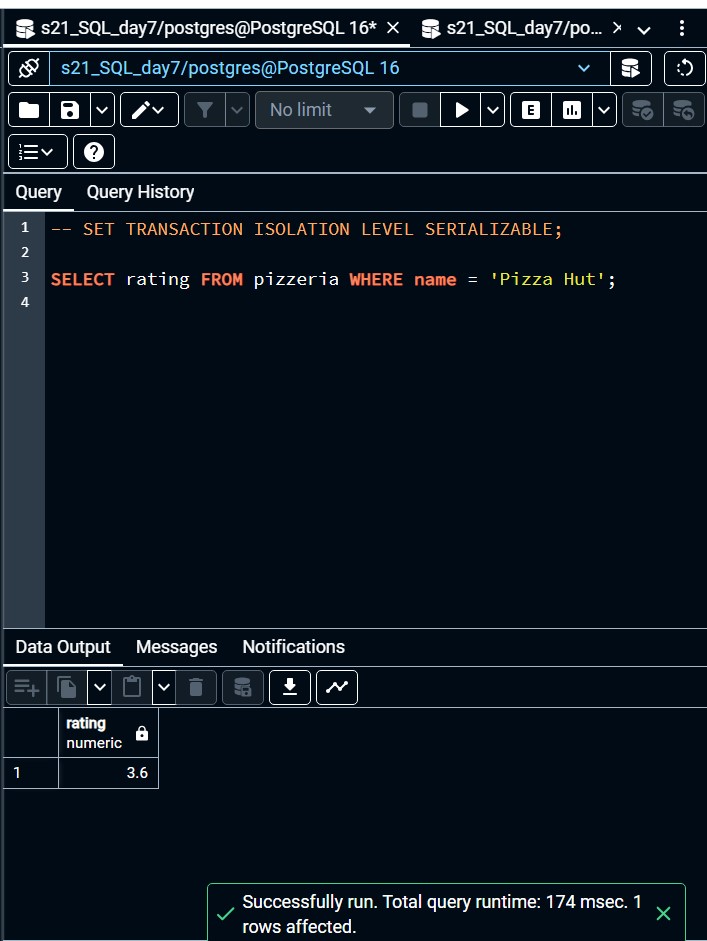 s21_SQL_day7/postgres@PostgreSQL 16* s21_SQL_day7/po...
s21_SQL_day7/postgres@PostgreSQL 16
No limit
E
Query Query History
1 -- SET TRANSACTION ISOLATION LEVEL SERIALIZABLE;
2
3 SELECT rating FROM pizzeria WHERE name = 'Pizza Hut';
4
Data Output Messages Notifications
rating
numeric
1 3.6
Successfully run. Total query runtime: 174 msec. 1
rows affected.